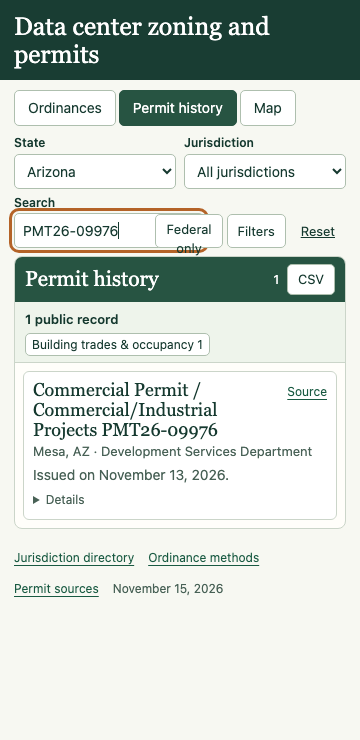 Data center zoning and
permits
Ordinances Permit history Map
State Jurisdiction
Arizona All jurisdictions
Search
PMT26-09976 Federal only Filters Reset
Permit history 1 CSV
1 public record
Building trades & occupancy 1
Commercial Permit / Source
Commercial/Industrial
Projects PMT26-09976
Mesa, AZ · Development Services Department
Issued on November 13, 2026.
Details
Jurisdiction directory Ordinance methods
Permit sources November 15, 2026